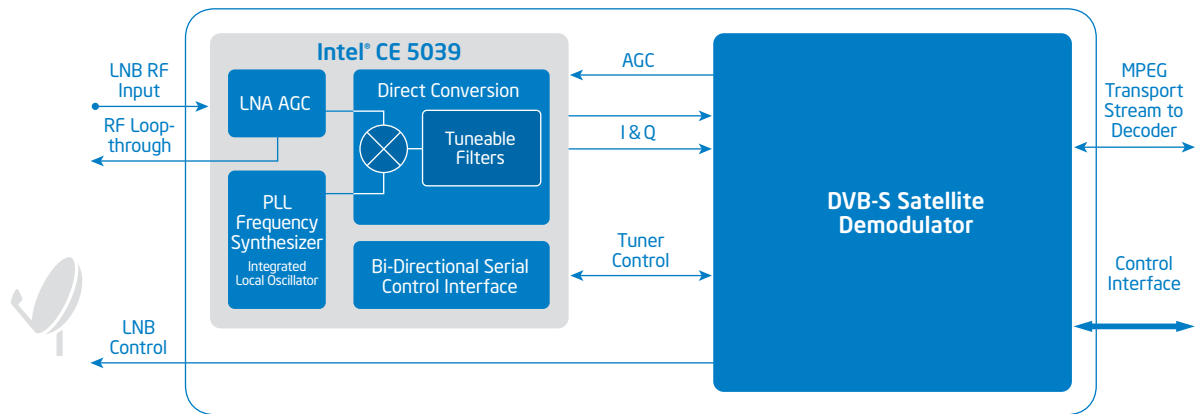 Intel® CE 5039
LNB RF
Input
RF Loop-
through
LNA AGC
Direct Conversion
Tuneable
Filters
PLL
Frequency
Synthesizer
Integrated
Local Oscillator
Bi-Directional Serial
Control Interface
AGC
I & Q
Tuner
Control
LNB
Control
DVB-S Satellite
Demodulator
MPEG
Transport
Stream to
Decoder
Control
Interface